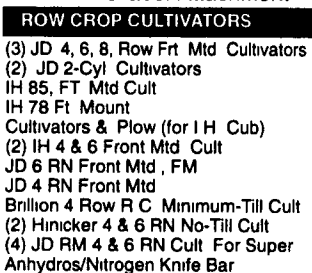 ROW CROP CULTIVATORS
(3) JD 4, 6, 8, Row Frt Mtd Cultivators
(2) JD 2-Cyl Cultivators
IH 85, FT Mtd Cult
IH 78 Ft Mount
Cultivators & Plow (for I H Cub)
(2) IH 4 & 6 Front Mtd Cult
JD 6 RN Front Mtd , FM
JD 4 RN Front Mtd
Brillion 4 Row R C Minimum-Till Cult
(2) Hinicker 4 & 6 RN No-Till Cult
(4) JD RM 4 & 6 RN Cult For Super
Anhydros/Nitrogen Knife Bar